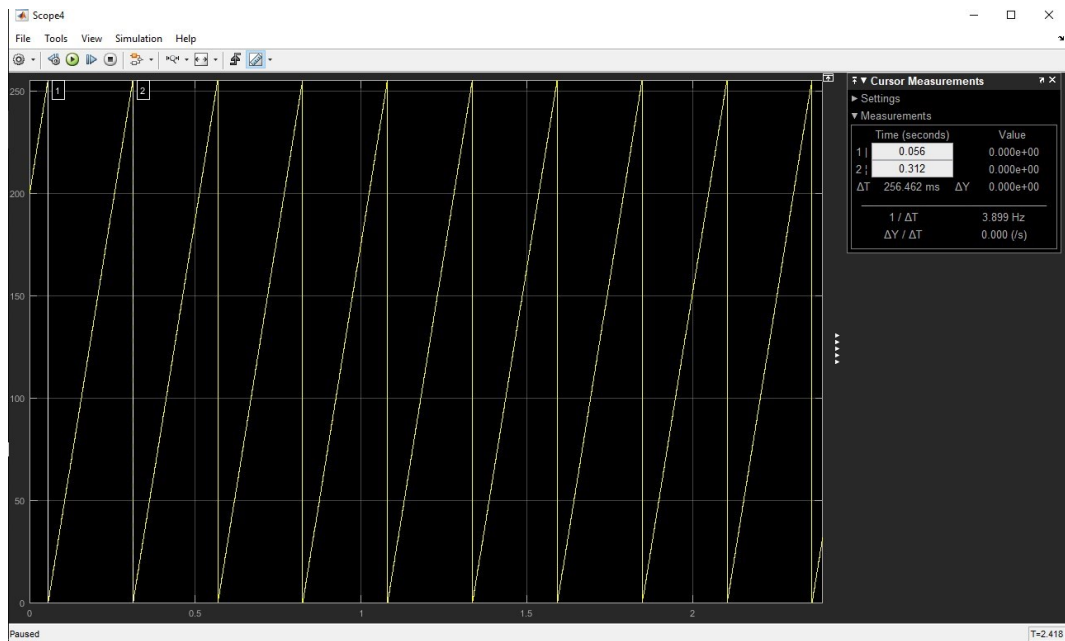 Scope4
File Tools View Simulation Help
250
200
150
100
50
0
1
2
0 0.5 1 1.5 2
Cursor Measurements
Settings
Measurements
Time (seconds) Value
1 | 0.056 0.000e+00
2 ¦ 0.312 0.000e+00
ΔT 256.462 ms ΔY 0.000e+00
1 / ΔT 3.899 Hz
ΔY / ΔT 0.000 (/s)
Paused T=2.418